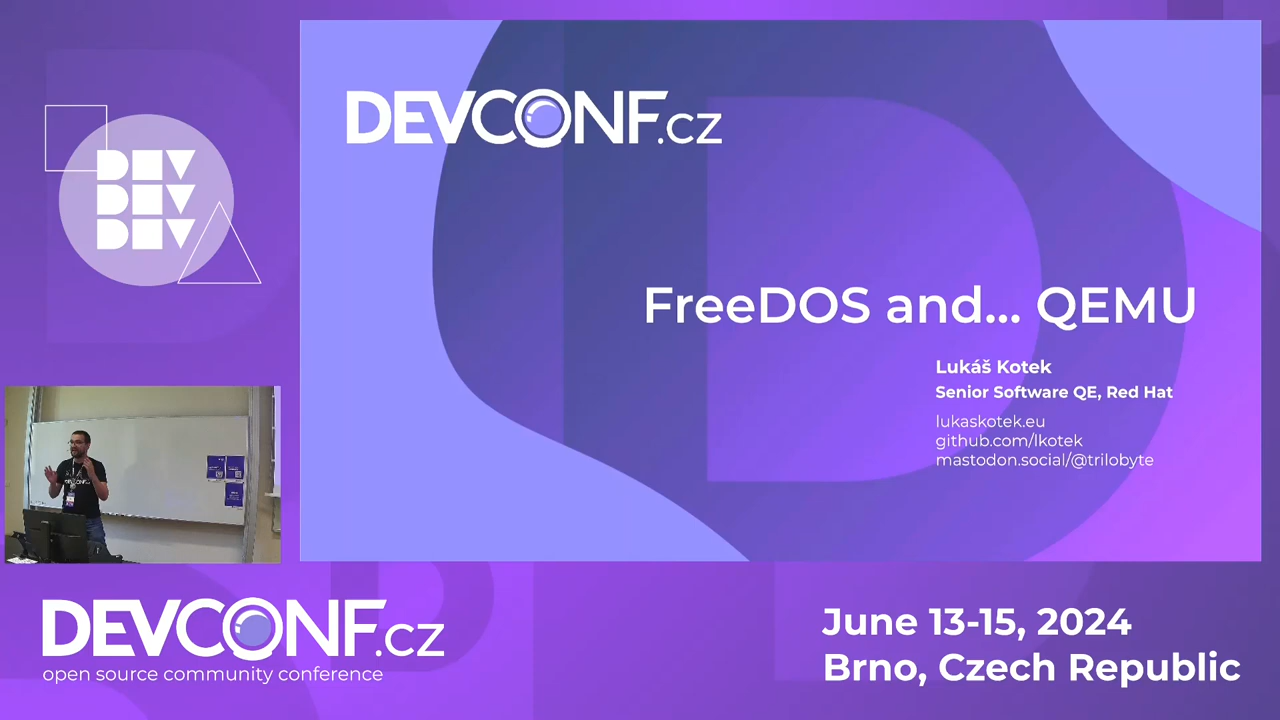 DEV
DEV
DEV
DEVCONF.cz
FreeDOS and... QEMU
Lukáš Kotek
Senior Software QE, Red Hat
lukaskotek.eu
github.com/lkotek
mastodon.social/@trilobyte
DEVCONF.cz
open source community conference
June 13-15, 2024
Brno, Czech Republic